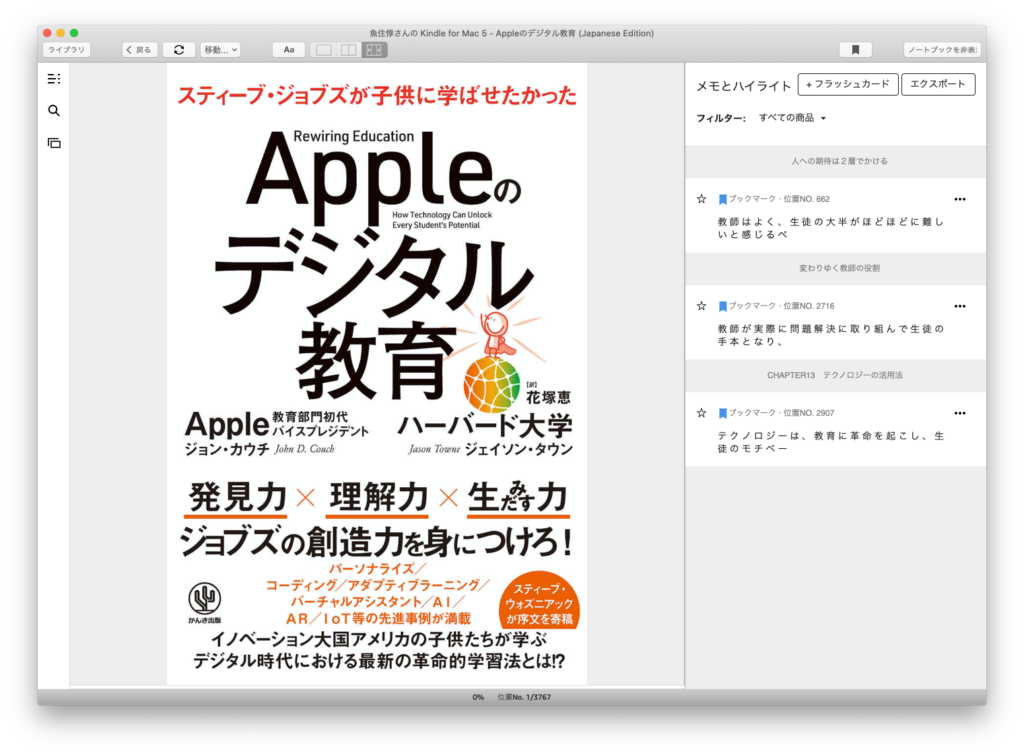 魚住惇さんの Kindle for Mac 5 - Appleのデジタル教育 (Japanese Edition)
ライブラリ
戻る
移動...
Aa
ノートブックを非表:
スティーブ・ジョブズが子供に学ばせたかった
Rewiring Education
Appleの
How Technology Can Unlock
Every Student's Potential
デジタル
教育
[訳]
花塚恵
Apple 教育部門初代
バイスプレジデント
ジョン・カウチ John D. Couch
ハーバード大学
Jason Towne ジェイソン・タウン
発見力×理解力×生みだす力
ジョブズの創造力を身につけろ!
パーソナライズ/
コーディング/アダプティブラーニング/
バーチャルアシスタント/AI/
AR/IoT等の先進事例が満載
スティーブ・
ウォズニアック
が序文を寄稿
かんき出版
イノベーション大国アメリカの子供たちが学ぶ
デジタル時代における最新の革命的学習法とは!?
メモとハイライト
+フラッシュカード
エクスポート
フィルター: すべての商品
人への期待は2層でかける
ブックマーク・位置NO. 662
教師はよく、生徒の大半がほどほどに難し
いと感じるペ
変わりゆく教師の役割
ブックマーク・位置NO. 2716
教師が実際に問題解決に取り組んで生徒の
手本となり、
CHAPTER13 テクノロジーの活用法
ブックマーク・位置NO. 2907
テクノロジーは、教育に革命を起こし、生
徒のモチベー
0% 位置No. 1/3767